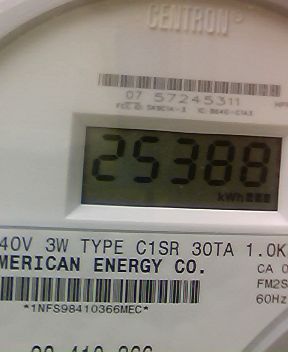 CENTRON
07 57245311
25388
kWh
40V 3W TYPE C1SR 30TA 1.0K
MERICAN ENERGY CO.
CA 0
FM2S
60Hz
*1NFS98410366MEC*